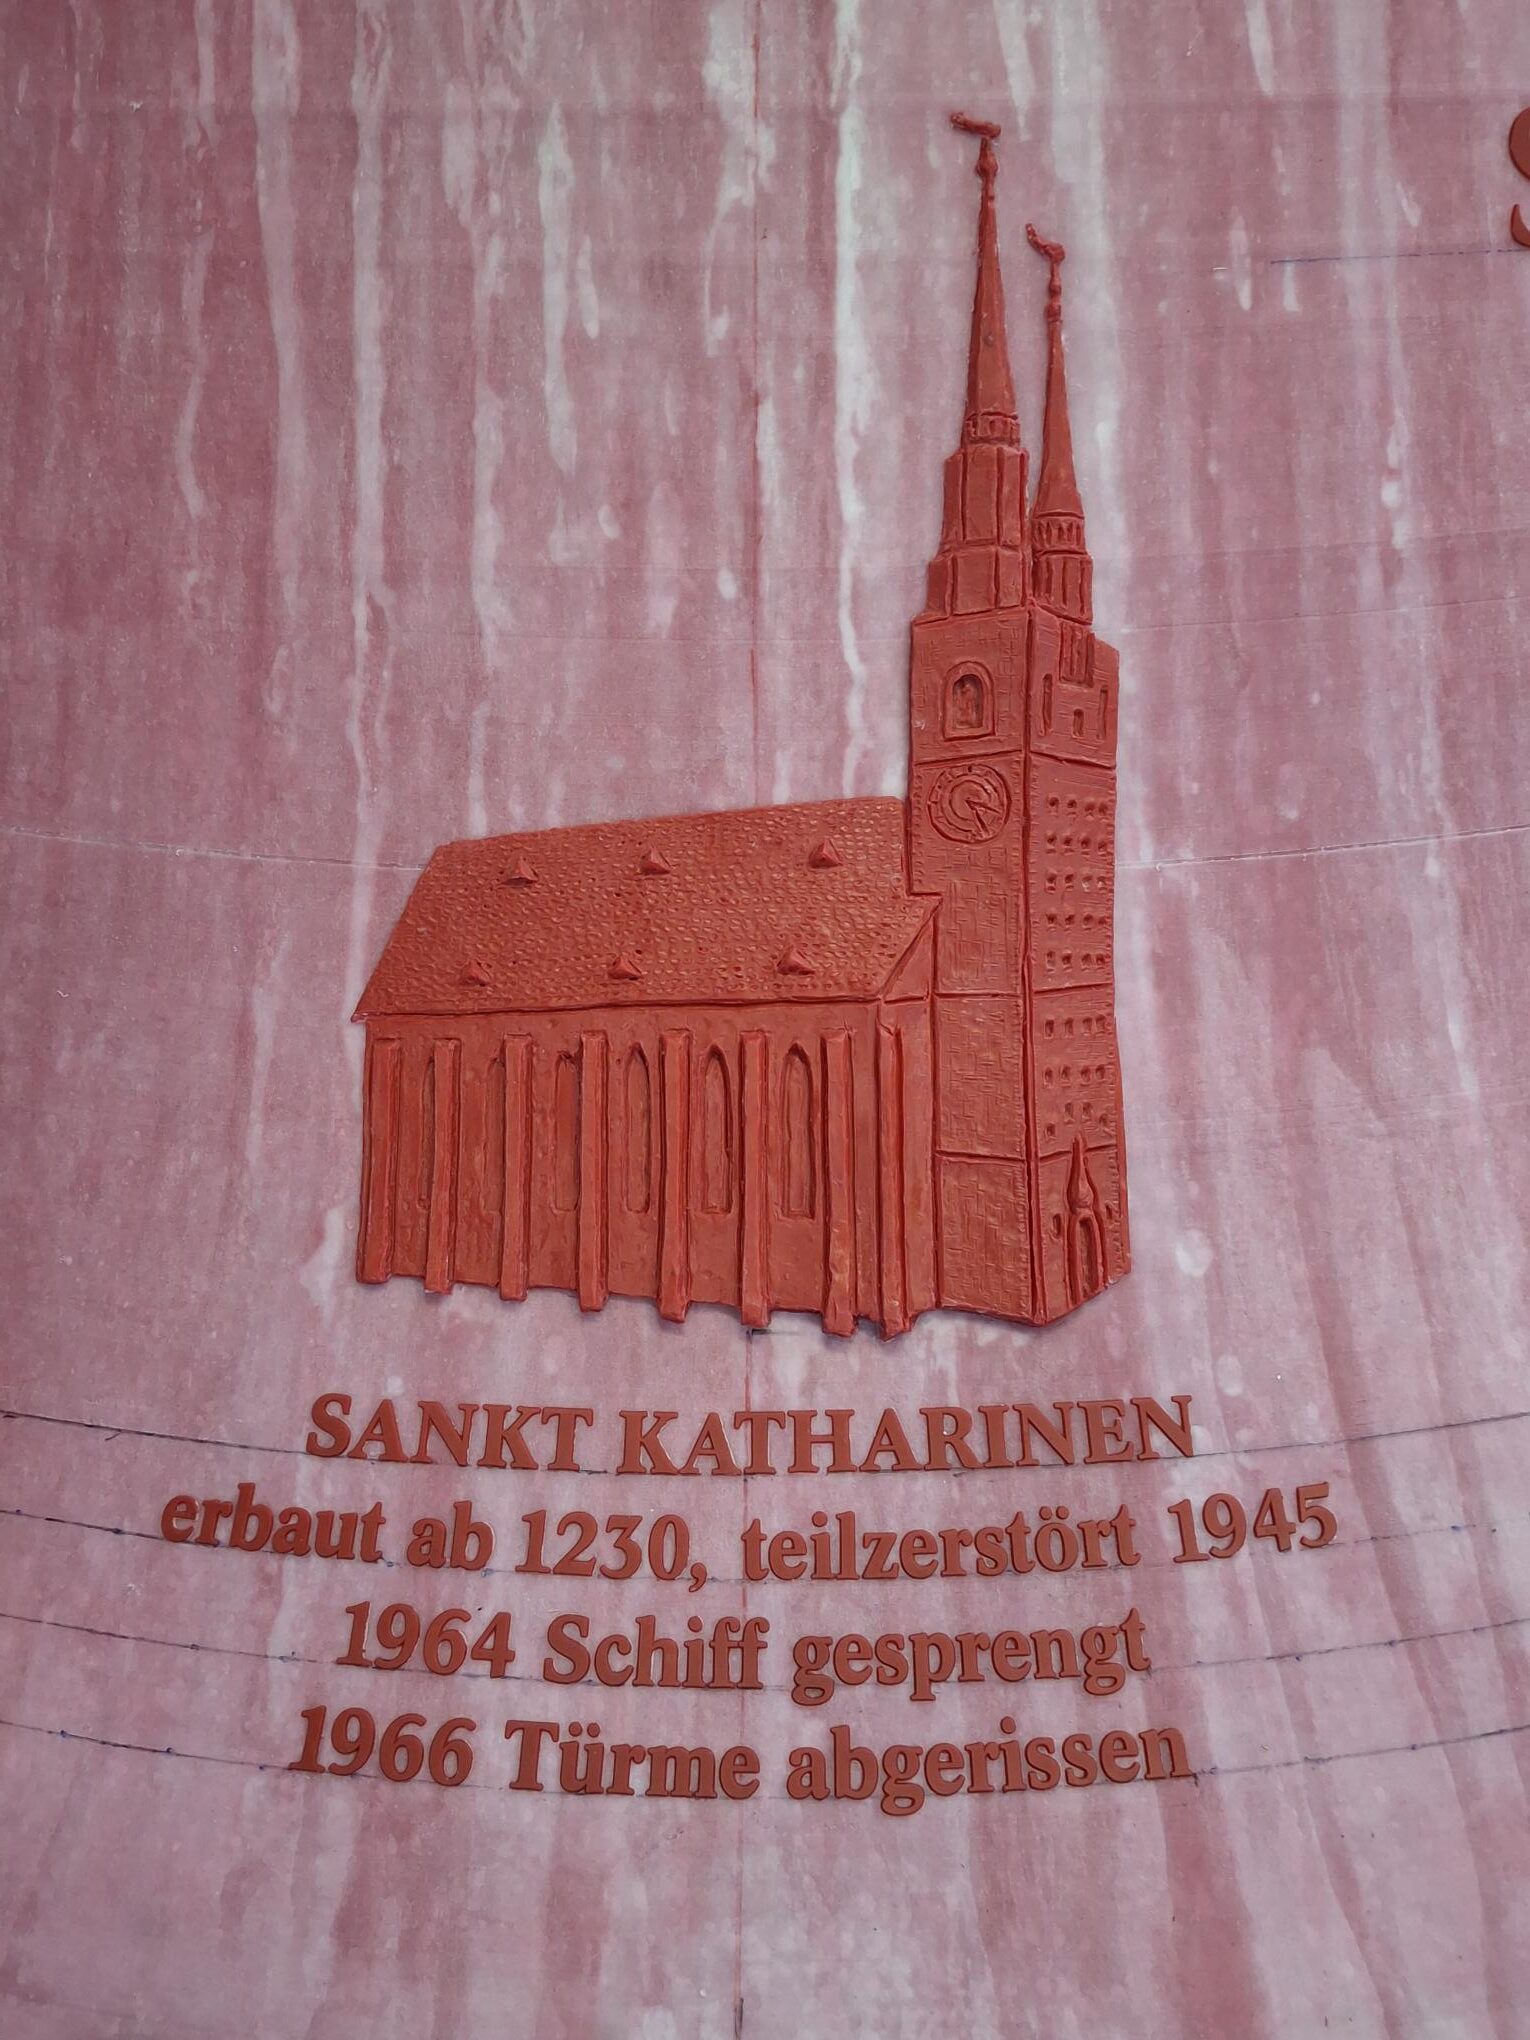 SANKT KATHARINEN
erbaut ab 1230, teilzerstört 1945
1964 Schiff gesprengt
1966 Türme abgerissen